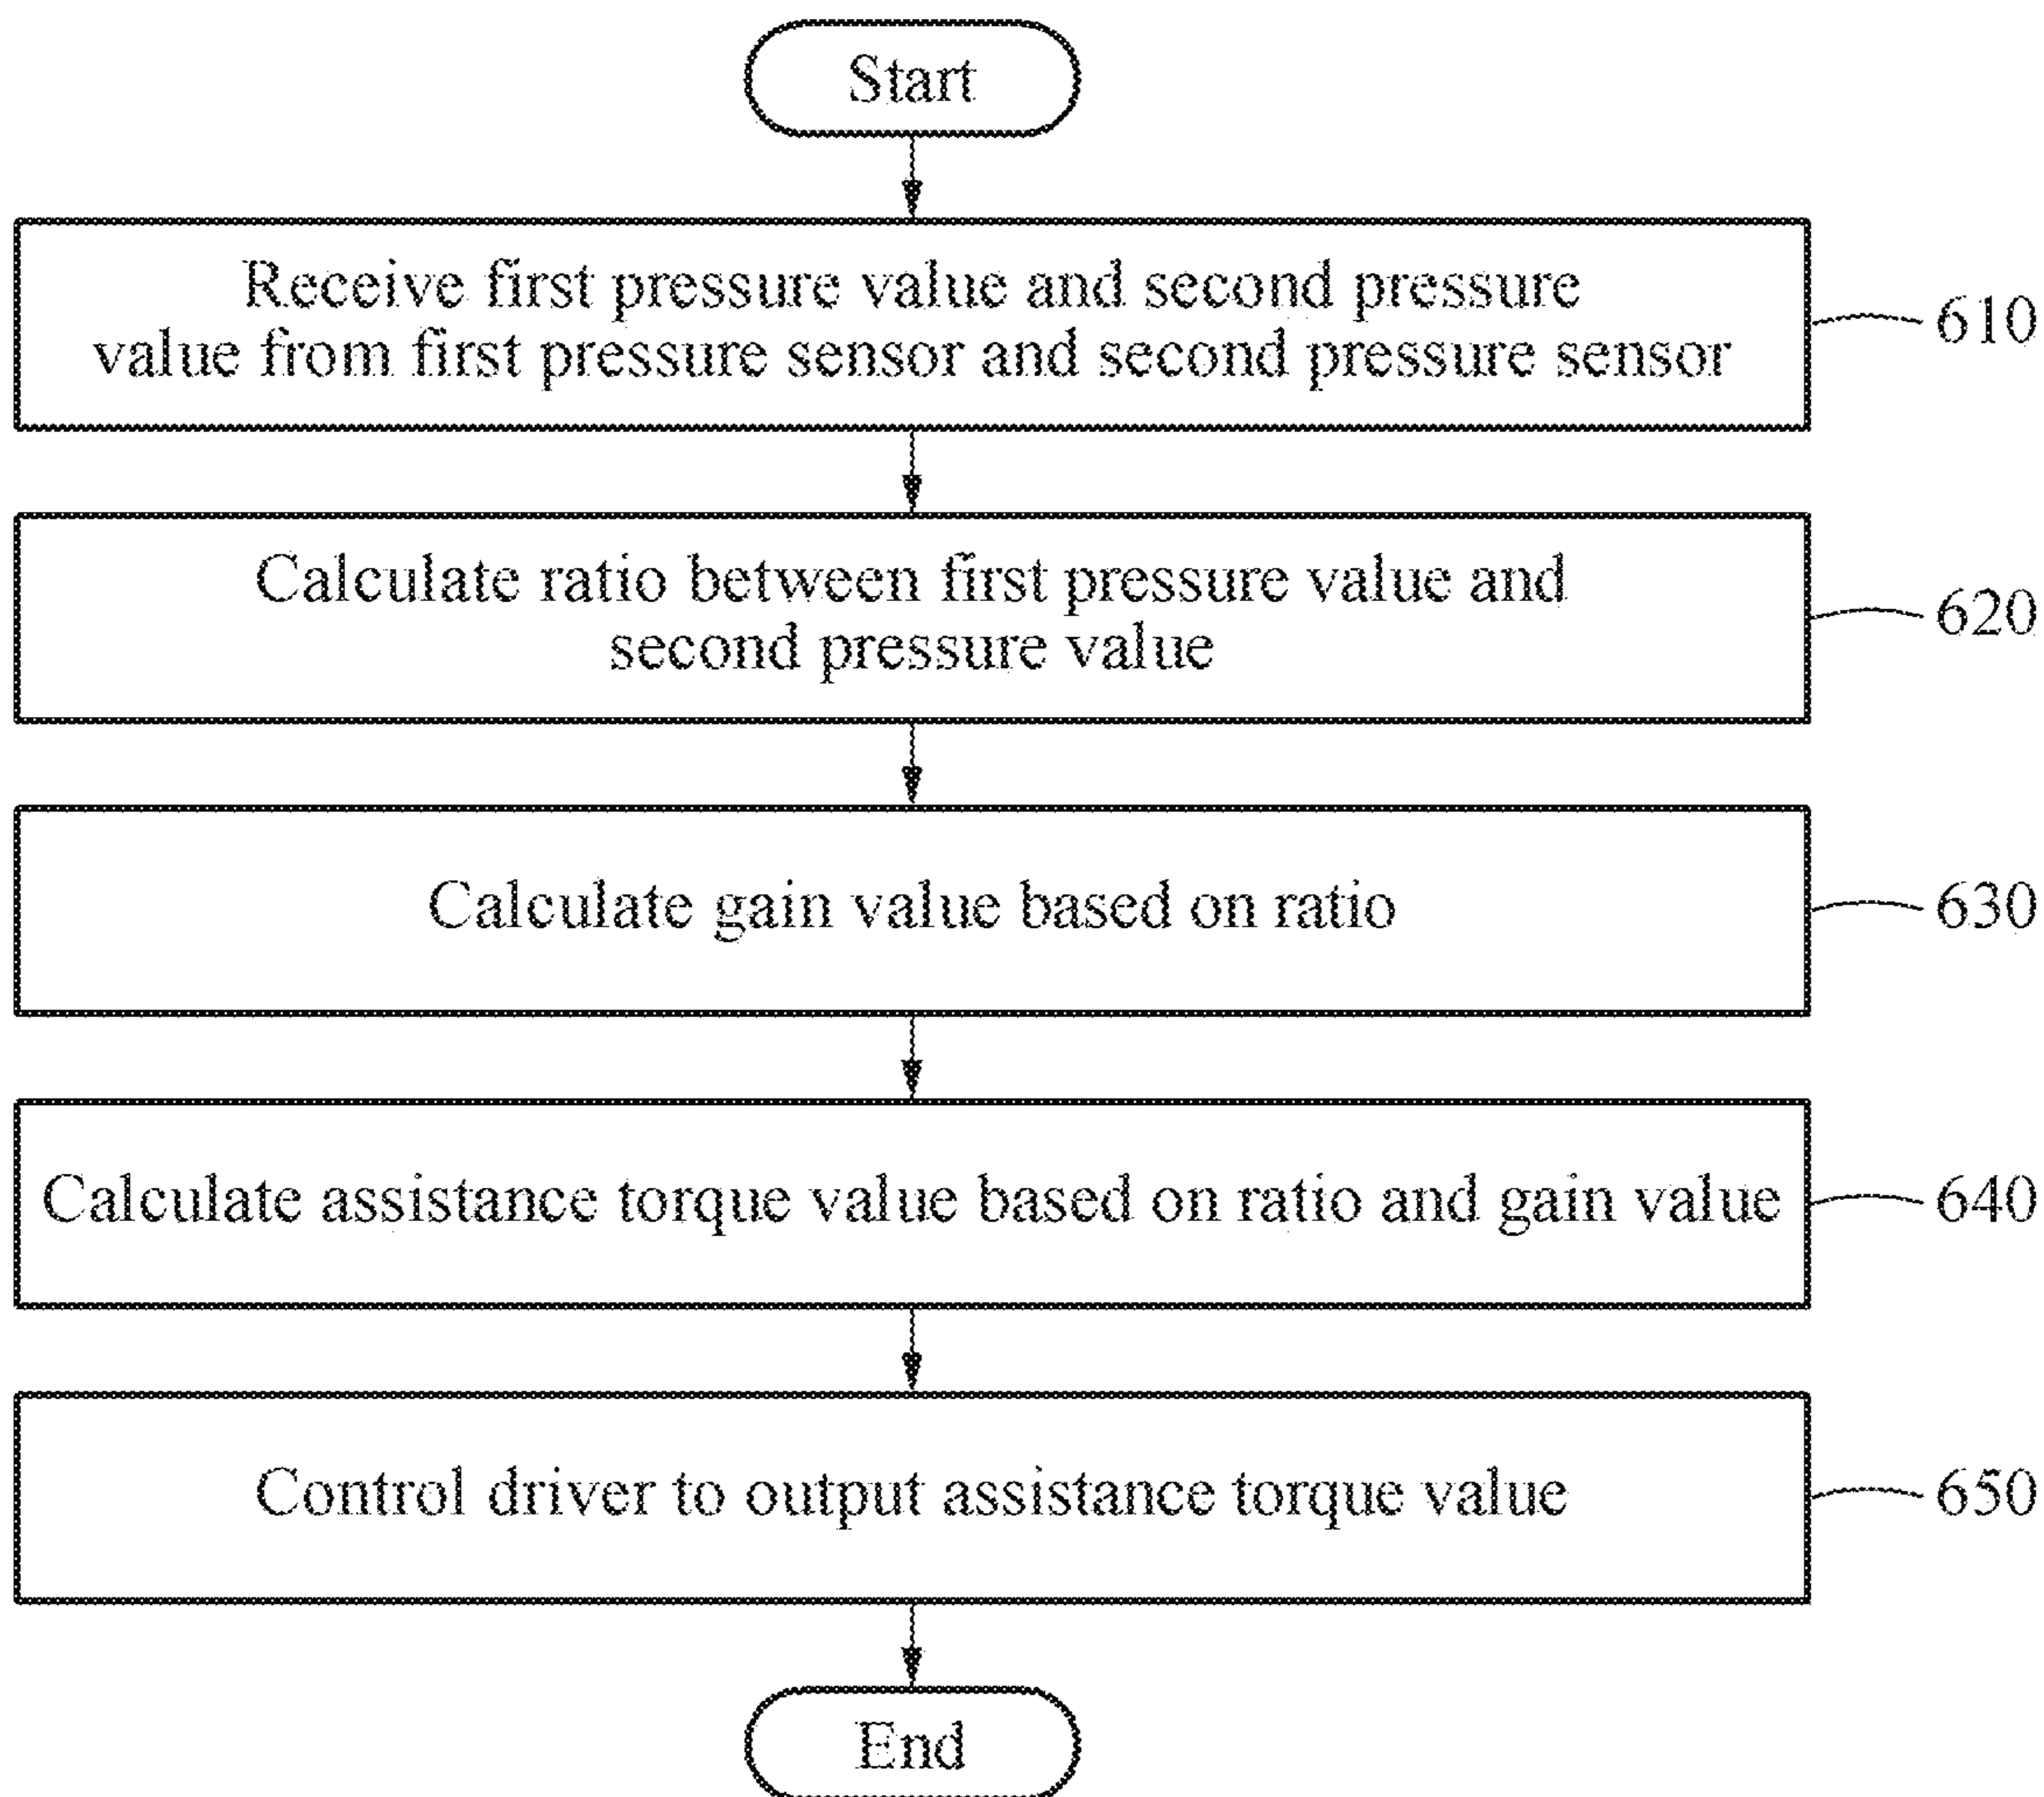 Start
Receive first pressure value and second pressure
value from first pressure sensor and second pressure sensor
610
Calculate ratio between first pressure value and
second pressure value
620
Calculate gain value based on ratio
630
Calculate assistance torque value based on ratio and gain value
640
Control driver to output assistance torque value
650
End